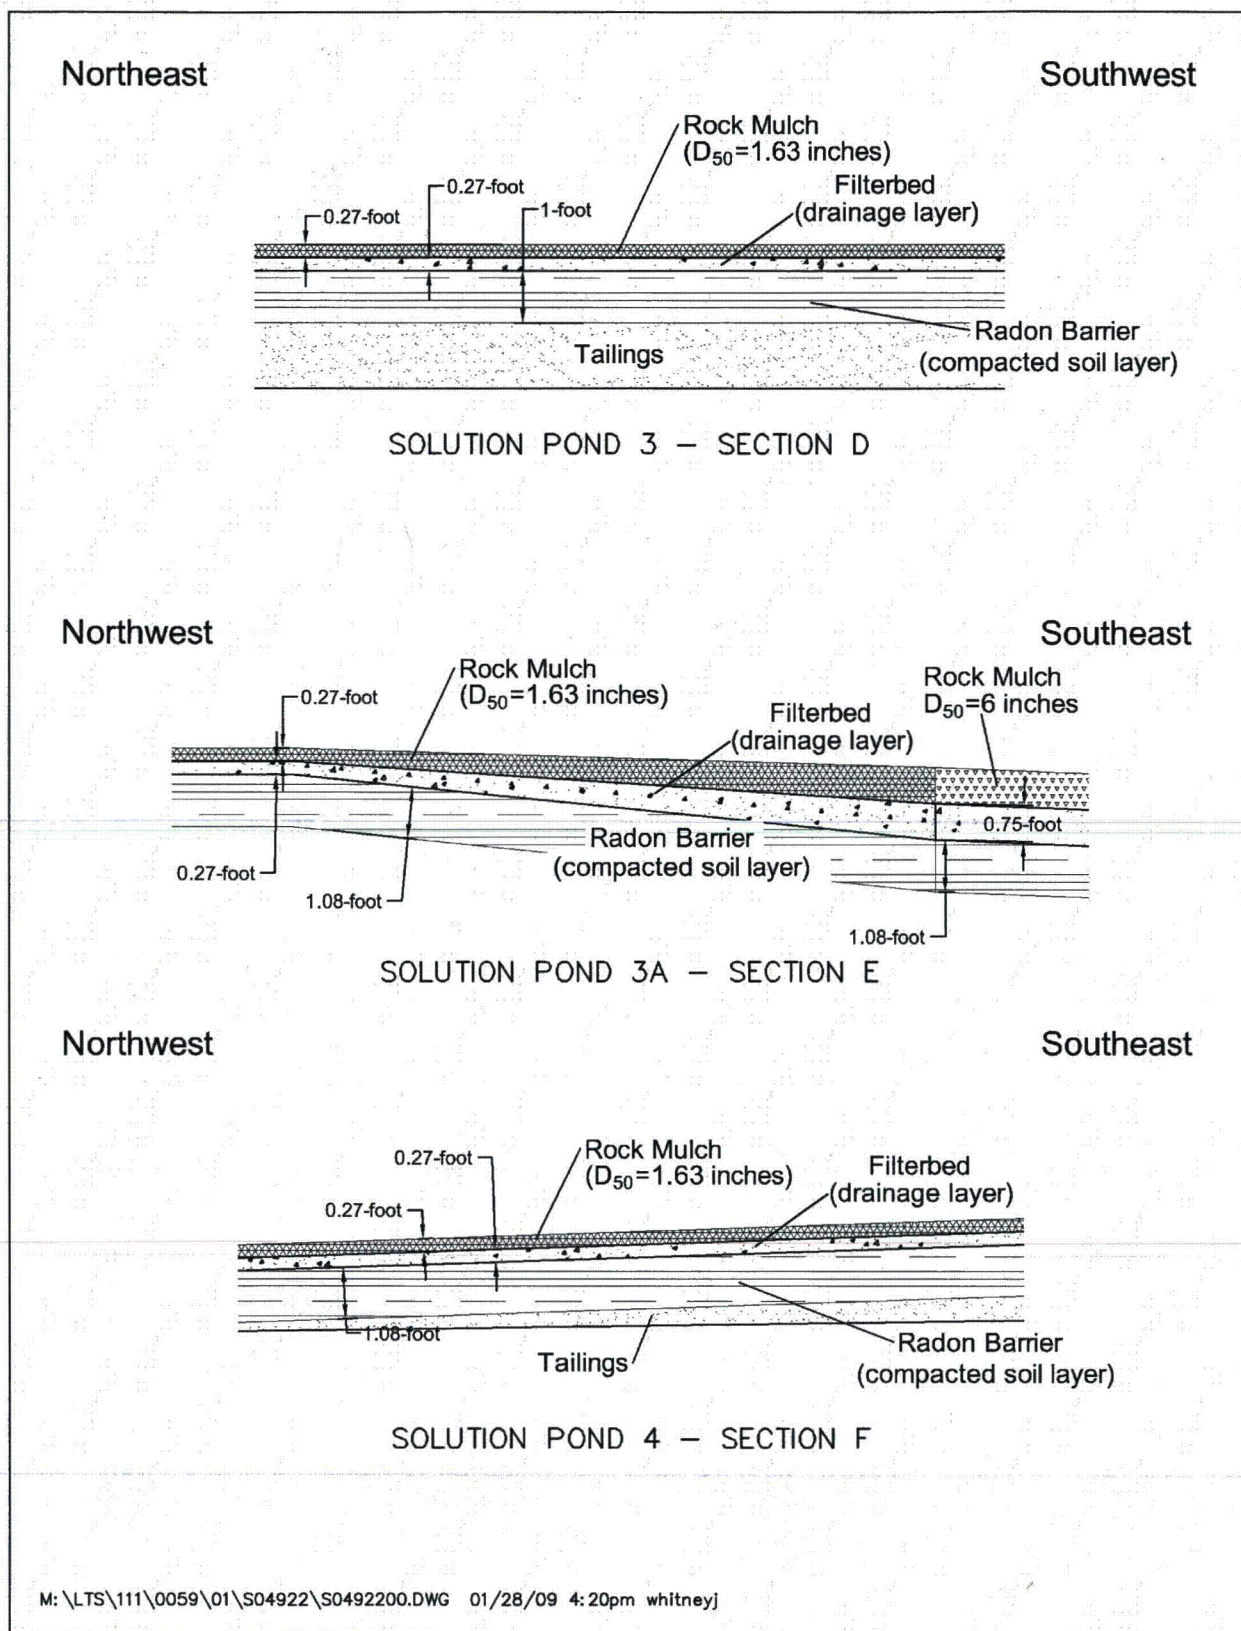 Northeast
Southwest
Rock Mulch
(D50=1.63 inches)
0.27-foot
Filterbed
(drainage layer)
0.27-foot
1-foot
Radon Barrier
(compacted soil layer)
Tailings
SOLUTION POND 3 – SECTION D
Northwest
Southeast
Rock Mulch
(D50=1.63 inches)
0.27-foot
Rock Mulch
D50=6 inches
Filterbed
(drainage layer)
0.75-foot
Radon Barrier
(compacted soil layer)
0.27-foot
1.08-foot
1.08-foot
SOLUTION POND 3A – SECTION E
Northwest
Southeast
Rock Mulch
(D50=1.63 inches)
0.27-foot
Filterbed
(drainage layer)
0.27-foot
1.08-foot
Radon Barrier
(compacted soil layer)
Tailings
SOLUTION POND 4 – SECTION F
M:\LTS\111\0059\01\S04922\S0492200.DWG 01/28/09 4:20pm whitneyj